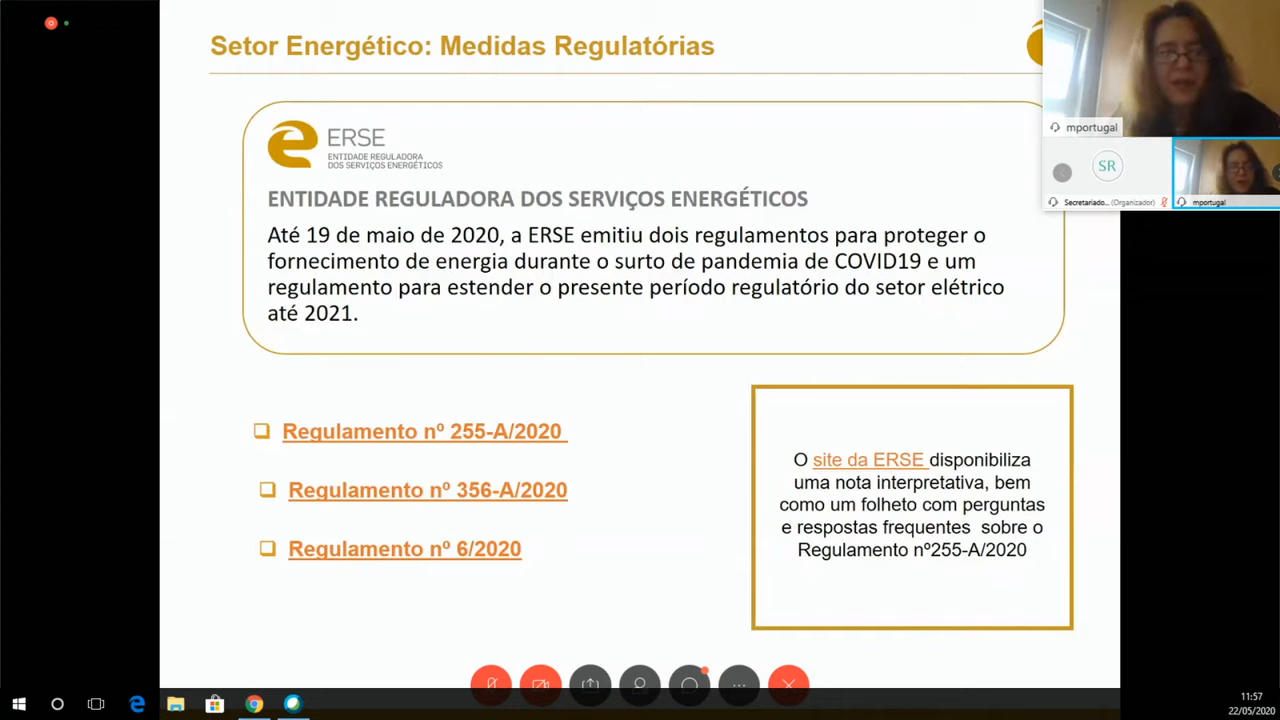 Setor Energético: Medidas Regulatórias
ERSE
ENTIDADE REGULADORA
DOS SERVIÇOS ENERGÉTICOS
ENTIDADE REGULADORA DOS SERVIÇOS ENERGÉTICOS
Até 19 de maio de 2020, a ERSE emitiu dois regulamentos para proteger o
fornecimento de energia durante o surto de pandemia de COVID19 e um
regulamento para estender o presente período regulatório do setor elétrico
até 2021.
Regulamento nº 255-A/2020
Regulamento nº 356-A/2020
Regulamento nº 6/2020
O site da ERSE disponibiliza
uma nota interpretativa, bem
como um folheto com perguntas
e respostas frequentes sobre o
Regulamento nº255-A/2020
mportugal
SR
Secretariado... (Organizador)
mportugal
11:57
22/05/2020